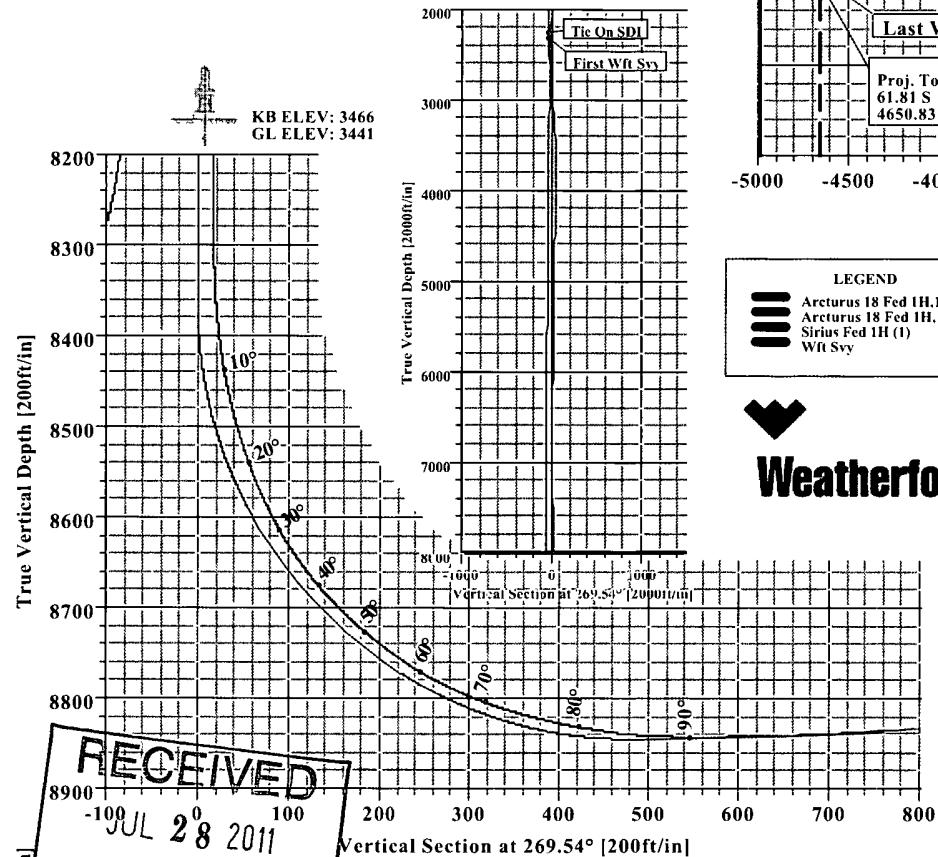 KB ELEV: 3466
GL ELEV: 3441
8200
8300
8400
8500
8600
8700
8800
8900
True Vertical Depth [200ft/in]
10°
20°
30°
40°
50°
60°
70°
80°
90°
-100
0
100
200
300
400
500
600
700
800
Vertical Section at 269.54° [200ft/in]
RECEIVED
JUL 28 2011
2000
3000
4000
5000
6000
7000
8000
True Vertical Depth [2000ft/in]
Tie On SDI
First Wft Svy
-1000
0
1000
Vertical Section at 269.54° [2000ft/in]
Last
Proj. To
61.81 S
4650.83
-5000
-4500
LEGEND
Arcturus 18 Fed 1H,
Arcturus 18 Fed 1H,
Sirius Fed 1H (1)
Wft Svy